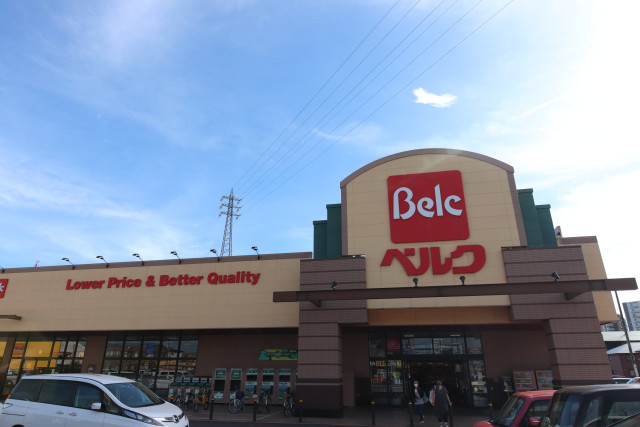 Belc
ベルク
Lower Price & Better Quality